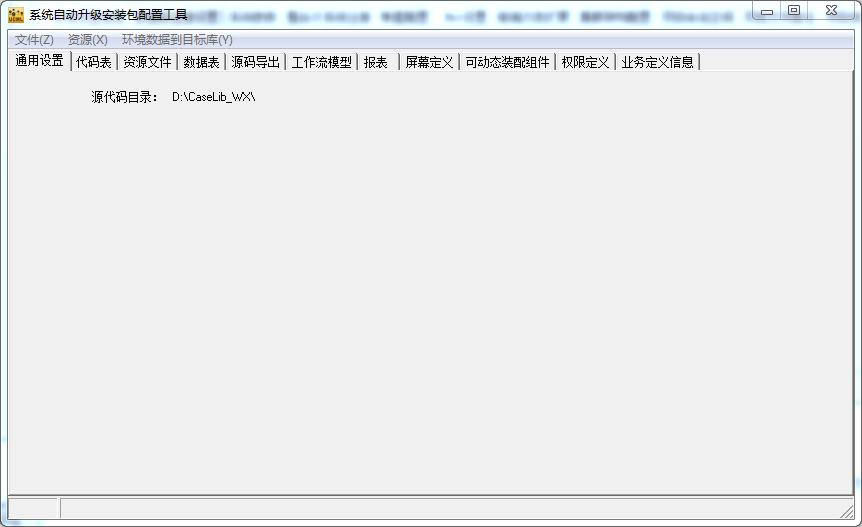 系统自动升级安装包配置工具
文件(Z) 资源(X) 环境数据到目标库(Y)
通用设置 代码表 资源文件 数据表 源码导出 工作流模型 报表 屏幕定义 可动态装配组件 权限定义 业务定义信息
源代码目录： D:\CaseLib_WX\